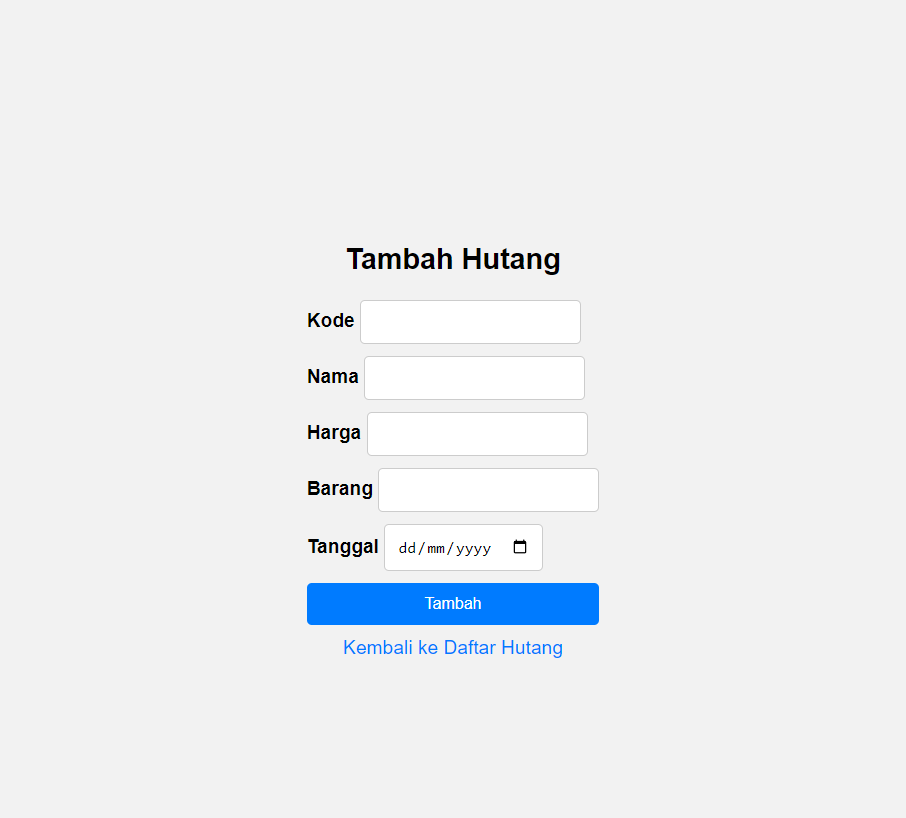 Tambah Hutang
Kode
Nama
Harga
Barang
Tanggal dd/mm/yyyy
Tambah
Kembali ke Daftar Hutang